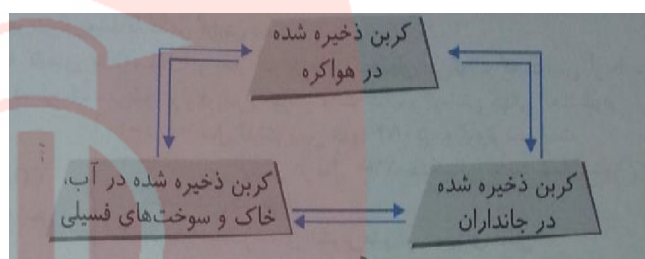 کربن ذخیره شده
در هواکره
کربن ذخیره شده
در جانداران
کربن ذخیره شده در آب،
خاک و سوخت‌های فسیلی